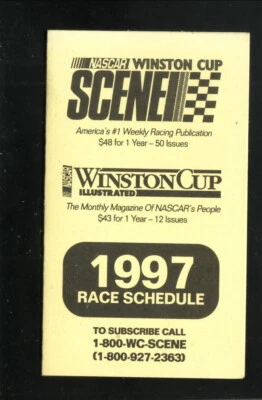 NASCAR WINSTON CUP
SCENE
America's #1 Weekly Racing Publication
$48 for 1 Year – 50 Issues
NASCAR WINSTON CUP
ILLUSTRATED
The Monthly Magazine Of NASCAR's People
$43 for 1 Year – 12 Issues
1997
RACE SCHEDULE
TO SUBSCRIBE CALL
1-800-WC-SCENE
(1-800-927-2363)